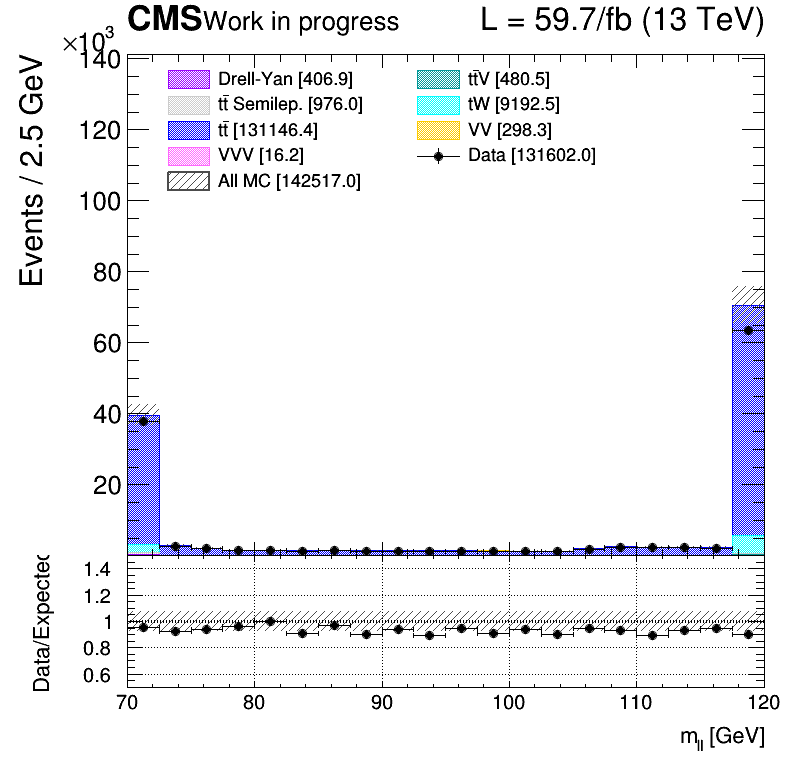 CMS Work in progress L = 59.7/fb (13 TeV)
×10³
Events / 2.5 GeV
140
120
100
80
60
40
20
Drell-Yan [406.9]
tt̄ Semilep. [976.0]
tt̄ [131146.4]
VVV [16.2]
All MC [142517.0]
tt̄V [480.5]
tW [9192.5]
VV [298.3]
Data [131602.0]
Data/Expected
1.4
1.2
1
0.8
0.6
70 80 90 100 110 120
m_ll [GeV]